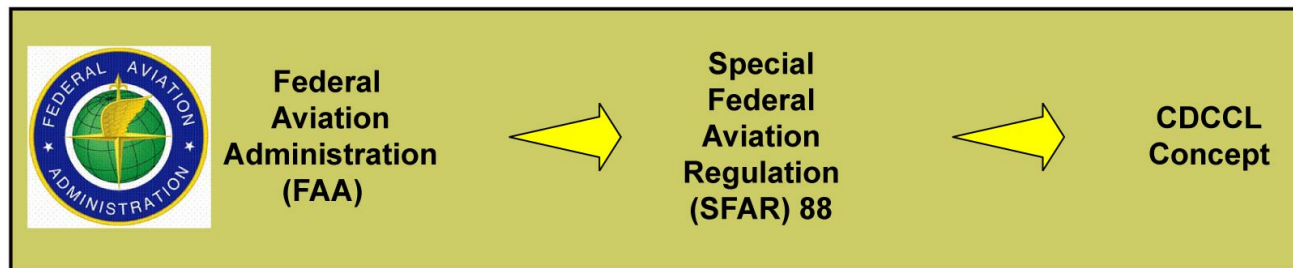 FEDERAL AVIATION
ADMINISTRATION
Federal
Aviation
Administration
(FAA)
Special
Federal
Aviation
Regulation
(SFAR) 88
CDCCL
Concept